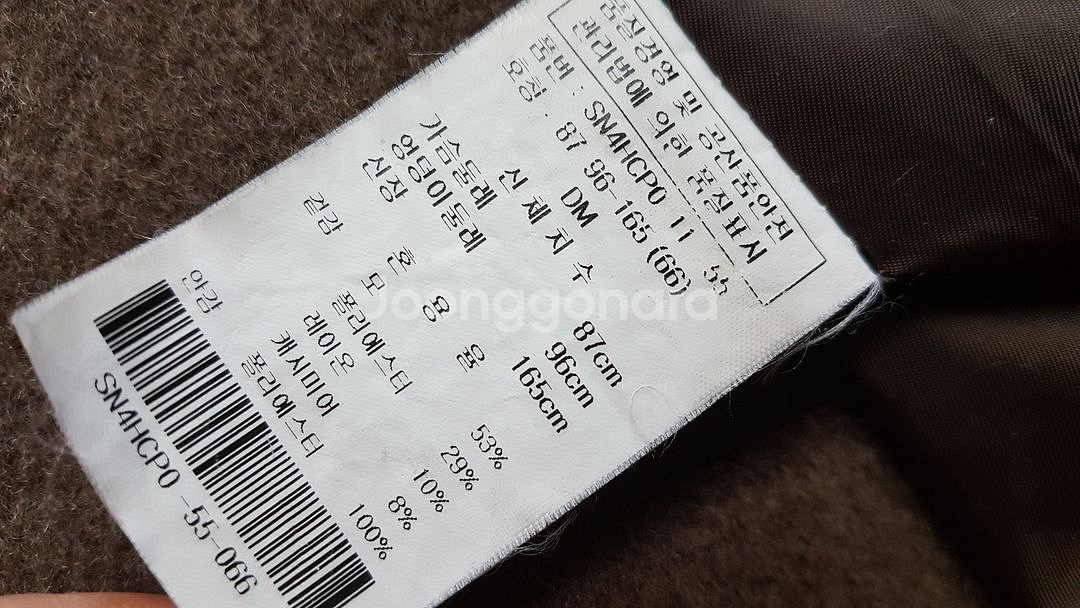 품질경영 및 공산품안전
관리법에 의한 품질표시
품번 : SN4HCPO 11 55
호칭 : 87 96-165 (66)
DM
신 체 치 수
가슴둘레 87cm
엉덩이둘레 96cm
신장 165cm
혼 용 율
겉감 모 53%
폴리에스터 29%
레이온 10%
캐시미어 8%
안감 폴리에스터 100%
SN4HCPO -55-066
Joonggonara